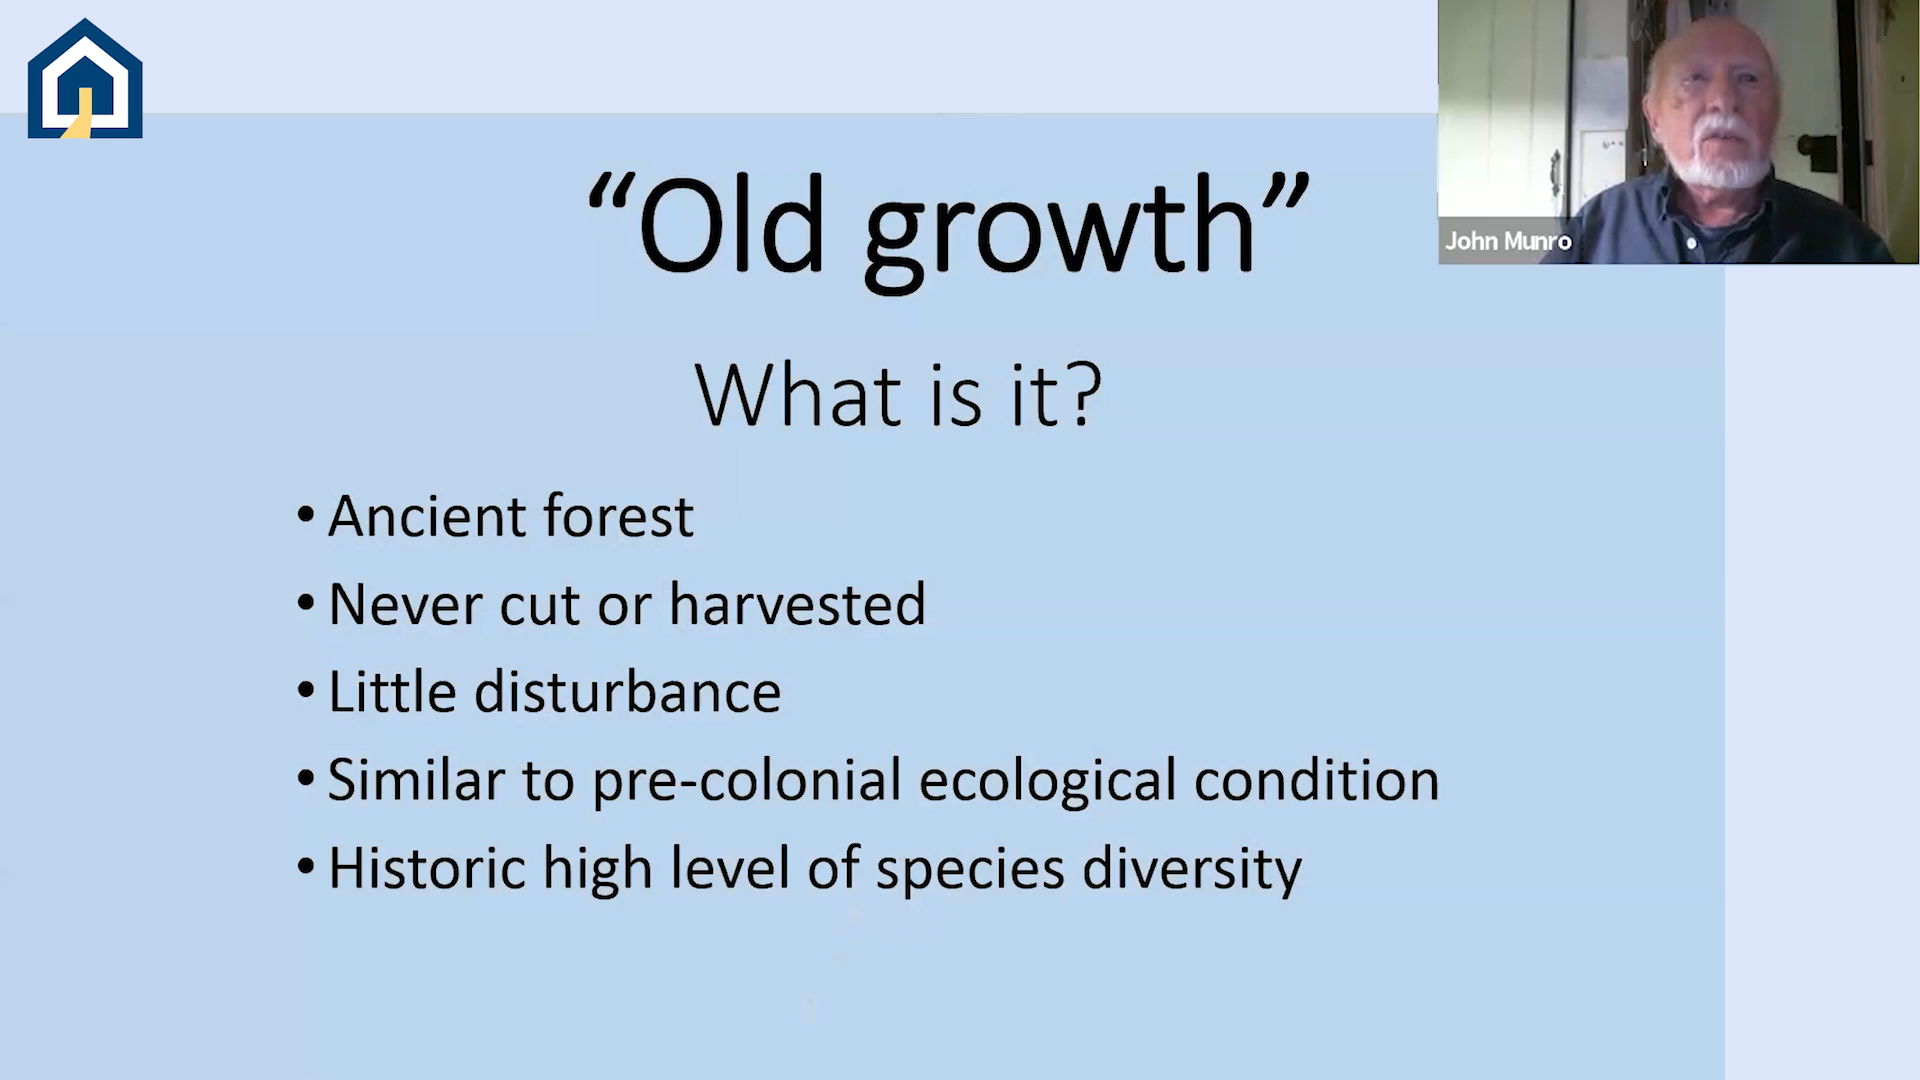 “Old growth”
John Munro
What is it?
• Ancient forest
• Never cut or harvested
• Little disturbance
• Similar to pre-colonial ecological condition
• Historic high level of species diversity